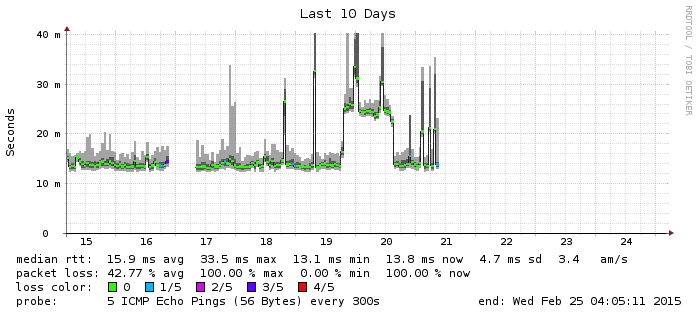 Last 10 Days
RRDTOOL / TOBI OETIKER
Seconds
40 m
30 m
20 m
10 m
0
15 16 17 18 19 20 21 22 23 24
median rtt: 15.9 ms avg 33.5 ms max 13.1 ms min 13.8 ms now 4.7 ms sd 3.4 am/s
packet loss: 42.77 % avg 100.00 % max 0.00 % min 100.00 % now
loss color: 0 1/5 2/5 3/5 4/5
probe: 5 ICMP Echo Pings (56 Bytes) every 300s end: Wed Feb 25 04:05:11 2015